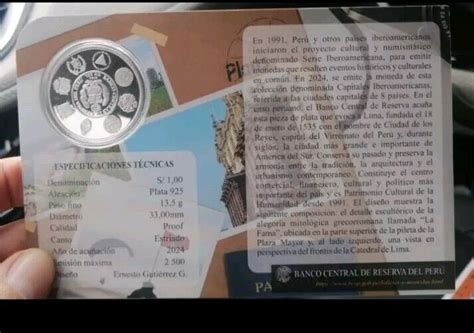 En 1991, Perú y otros países iberoamericanos
iniciaron el proyecto cultural y numismático
denominado Serie Iberoamericana, para emitir
monedas que resalten eventos históricos y culturales
en común. En 2024, se emite la moneda de esta
colección denominada Capitales Iberoamericanas,
referida a las ciudades capitales de 8 países. En el
caso peruano, el Banco Central de Reserva acuña
esta pieza de plata que evoca a Lima, fundada el 18
de enero de 1535 con el nombre de Ciudad de los
Reyes, capital del Virreinato del Perú y, durante
siglos, la ciudad más grande e importante de
América del Sur. Conserva su pasado y preserva la
armonía entre la tradición, la arquitectura y el
urbanismo contemporáneo. Constituye el centro
comercial, financiero, cultural y político más
importante del país y es Patrimonio Cultural de la
Humanidad desde 1991. El diseño muestra la
siguiente composición: el detalle escultórico de la
alegoría mitológica grecorromana llamada "La
Fama", ubicada en la parte superior de la pileta de la
Plaza Mayor y, al lado izquierdo, una vista en
perspectiva del frontis de la Catedral de Lima.
BANCO CENTRAL DE RESERVA DEL PERÚ
ESPECIFICACIONES TÉCNICAS
Denominación S/ 1,00
Aleación Plata 925
Peso fino 13,5 g
Diámetro 33,00mm
Calidad Proof
Canto Estriado
Año de acuñación 2024
Emisión máxima 2 500
Diseño Ernesto Gutiérrez G.